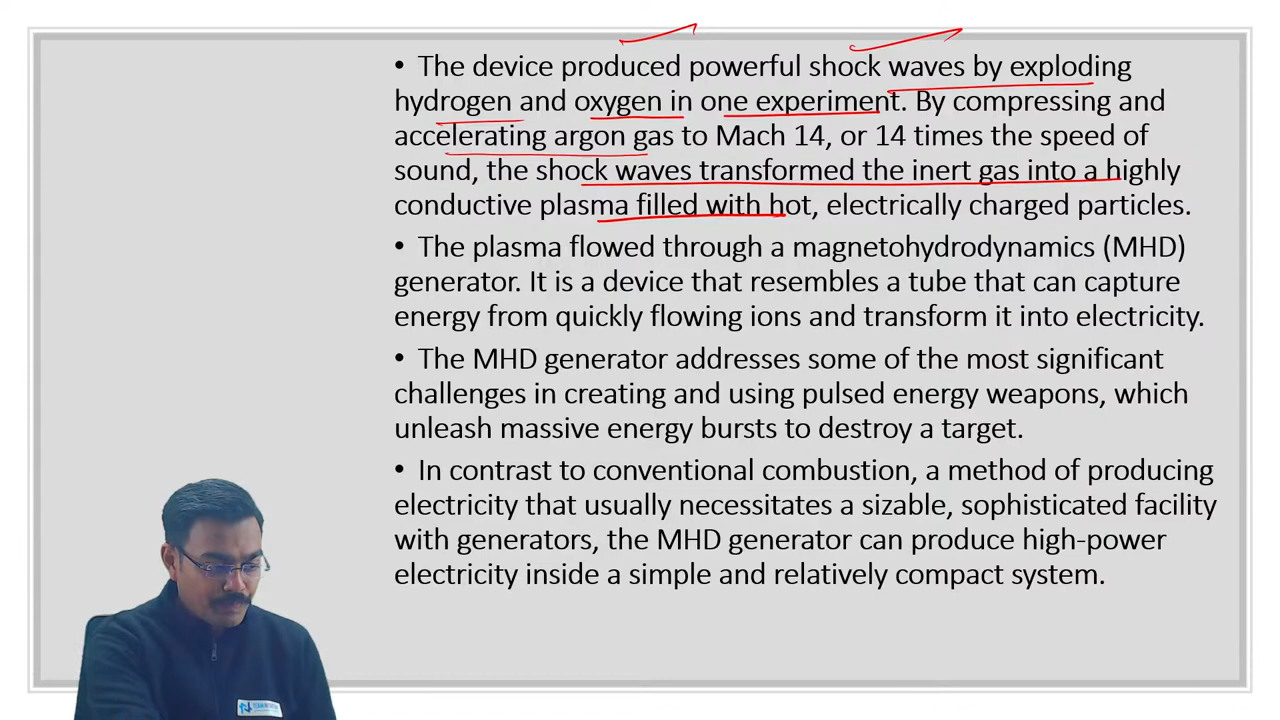 • The device produced powerful shock waves by exploding
hydrogen and oxygen in one experiment. By compressing and
accelerating argon gas to Mach 14, or 14 times the speed of
sound, the shock waves transformed the inert gas into a highly
conductive plasma filled with hot, electrically charged particles.
• The plasma flowed through a magnetohydrodynamics (MHD)
generator. It is a device that resembles a tube that can capture
energy from quickly flowing ions and transform it into electricity.
• The MHD generator addresses some of the most significant
challenges in creating and using pulsed energy weapons, which
unleash massive energy bursts to destroy a target.
• In contrast to conventional combustion, a method of producing
electricity that usually necessitates a sizable, sophisticated facility
with generators, the MHD generator can produce high-power
electricity inside a simple and relatively compact system.